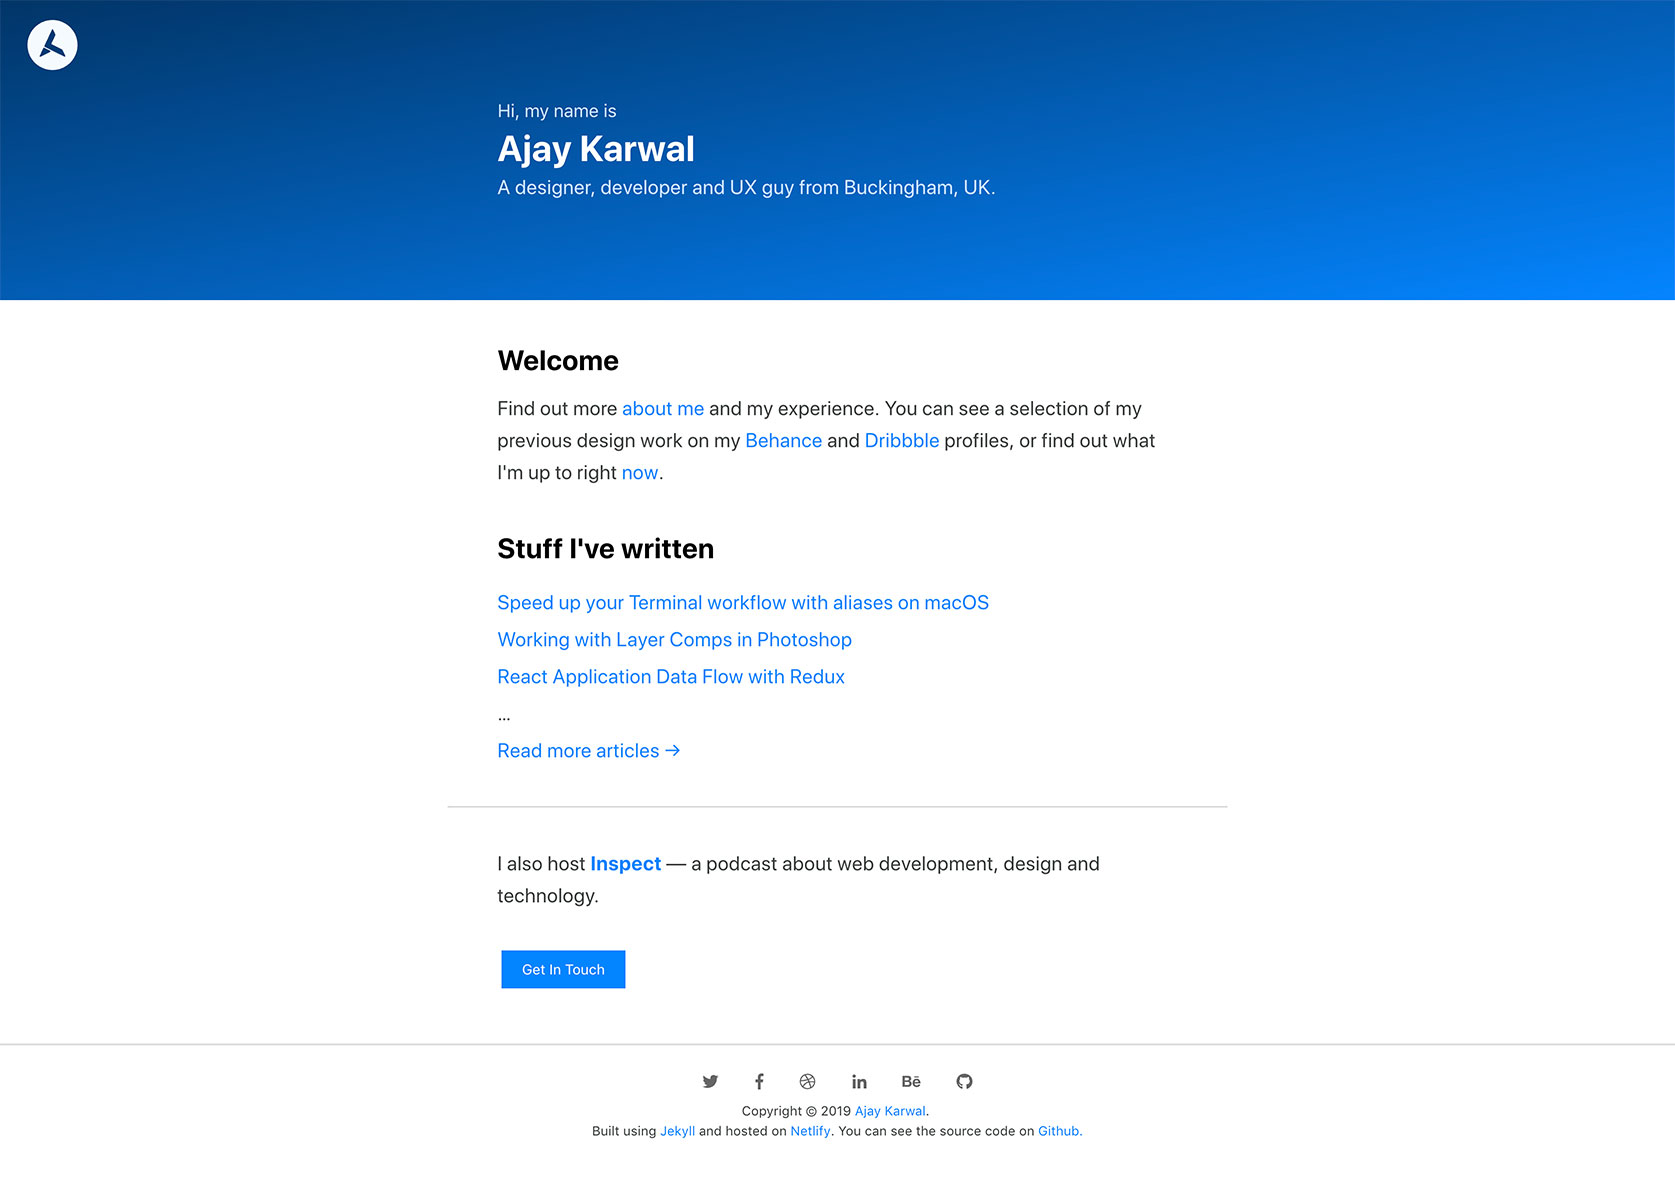 Hi, my name is
Ajay Karwal
A designer, developer and UX guy from Buckingham, UK.
Welcome
Find out more about me and my experience. You can see a selection of my
previous design work on my Behance and Dribbble profiles, or find out what
I'm up to right now.
Stuff I've written
Speed up your Terminal workflow with aliases on macOS
Working with Layer Comps in Photoshop
React Application Data Flow with Redux
...
Read more articles →
I also host Inspect — a podcast about web development, design and
technology.
Get In Touch
in Bē
Copyright © 2019 Ajay Karwal.
Built using Jekyll and hosted on Netlify. You can see the source code on Github.